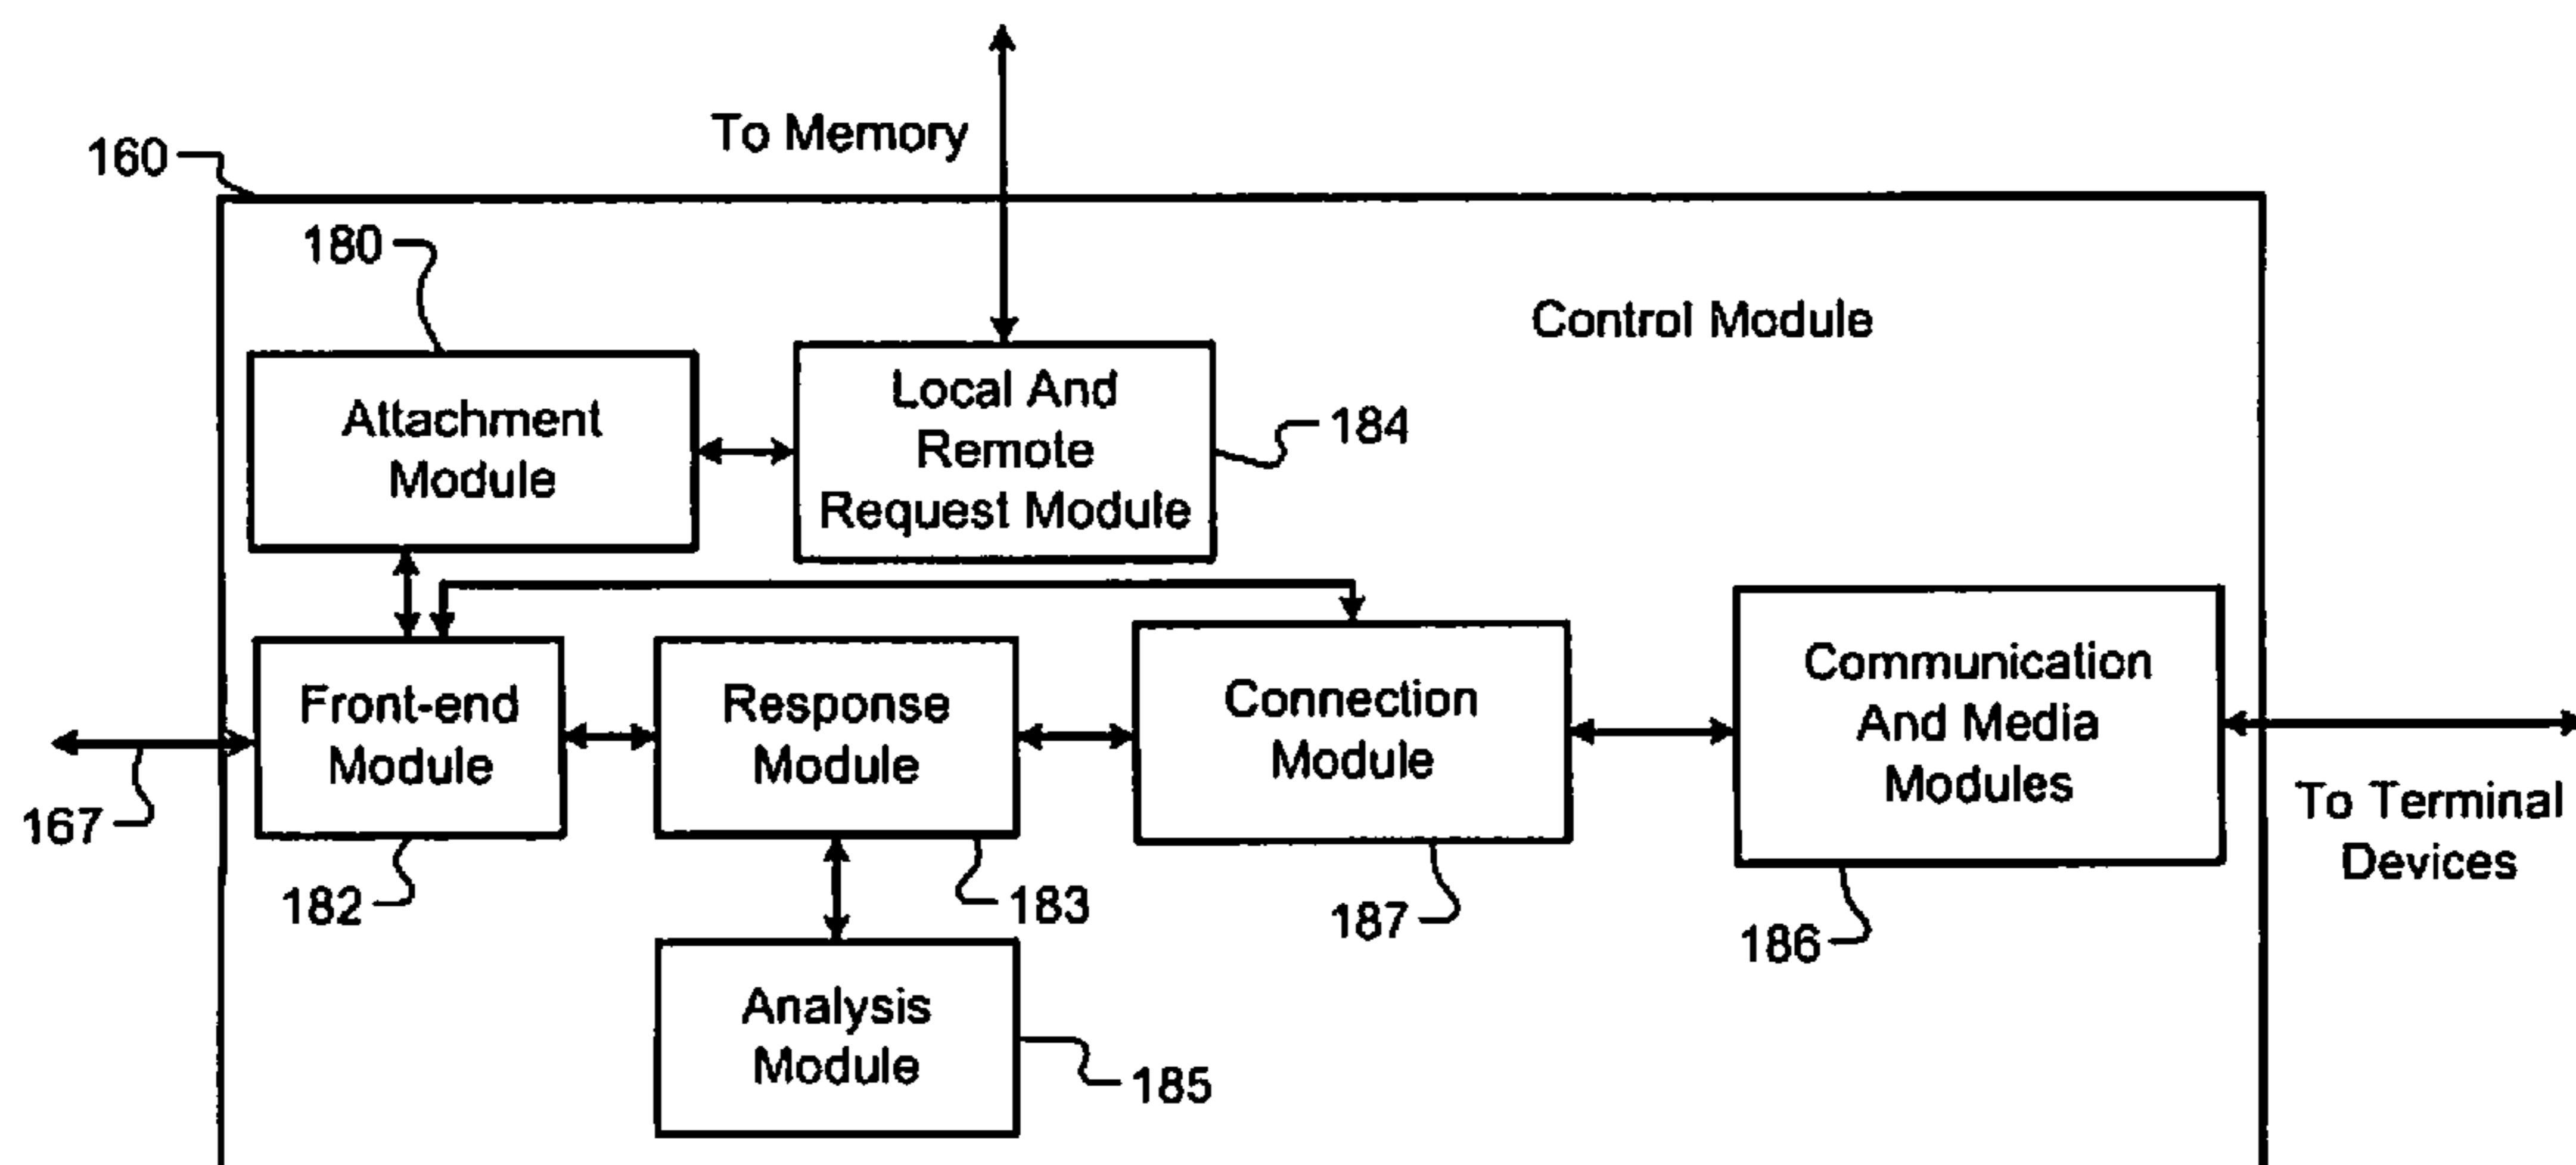 To Memory
160
180
Control Module
Attachment
Module
Local And
Remote
Request Module
184
Front-end
Module
Response
Module
Connection
Module
Communication
And Media
Modules
To Terminal
Devices
167
182
183
187
186
Analysis
Module
185